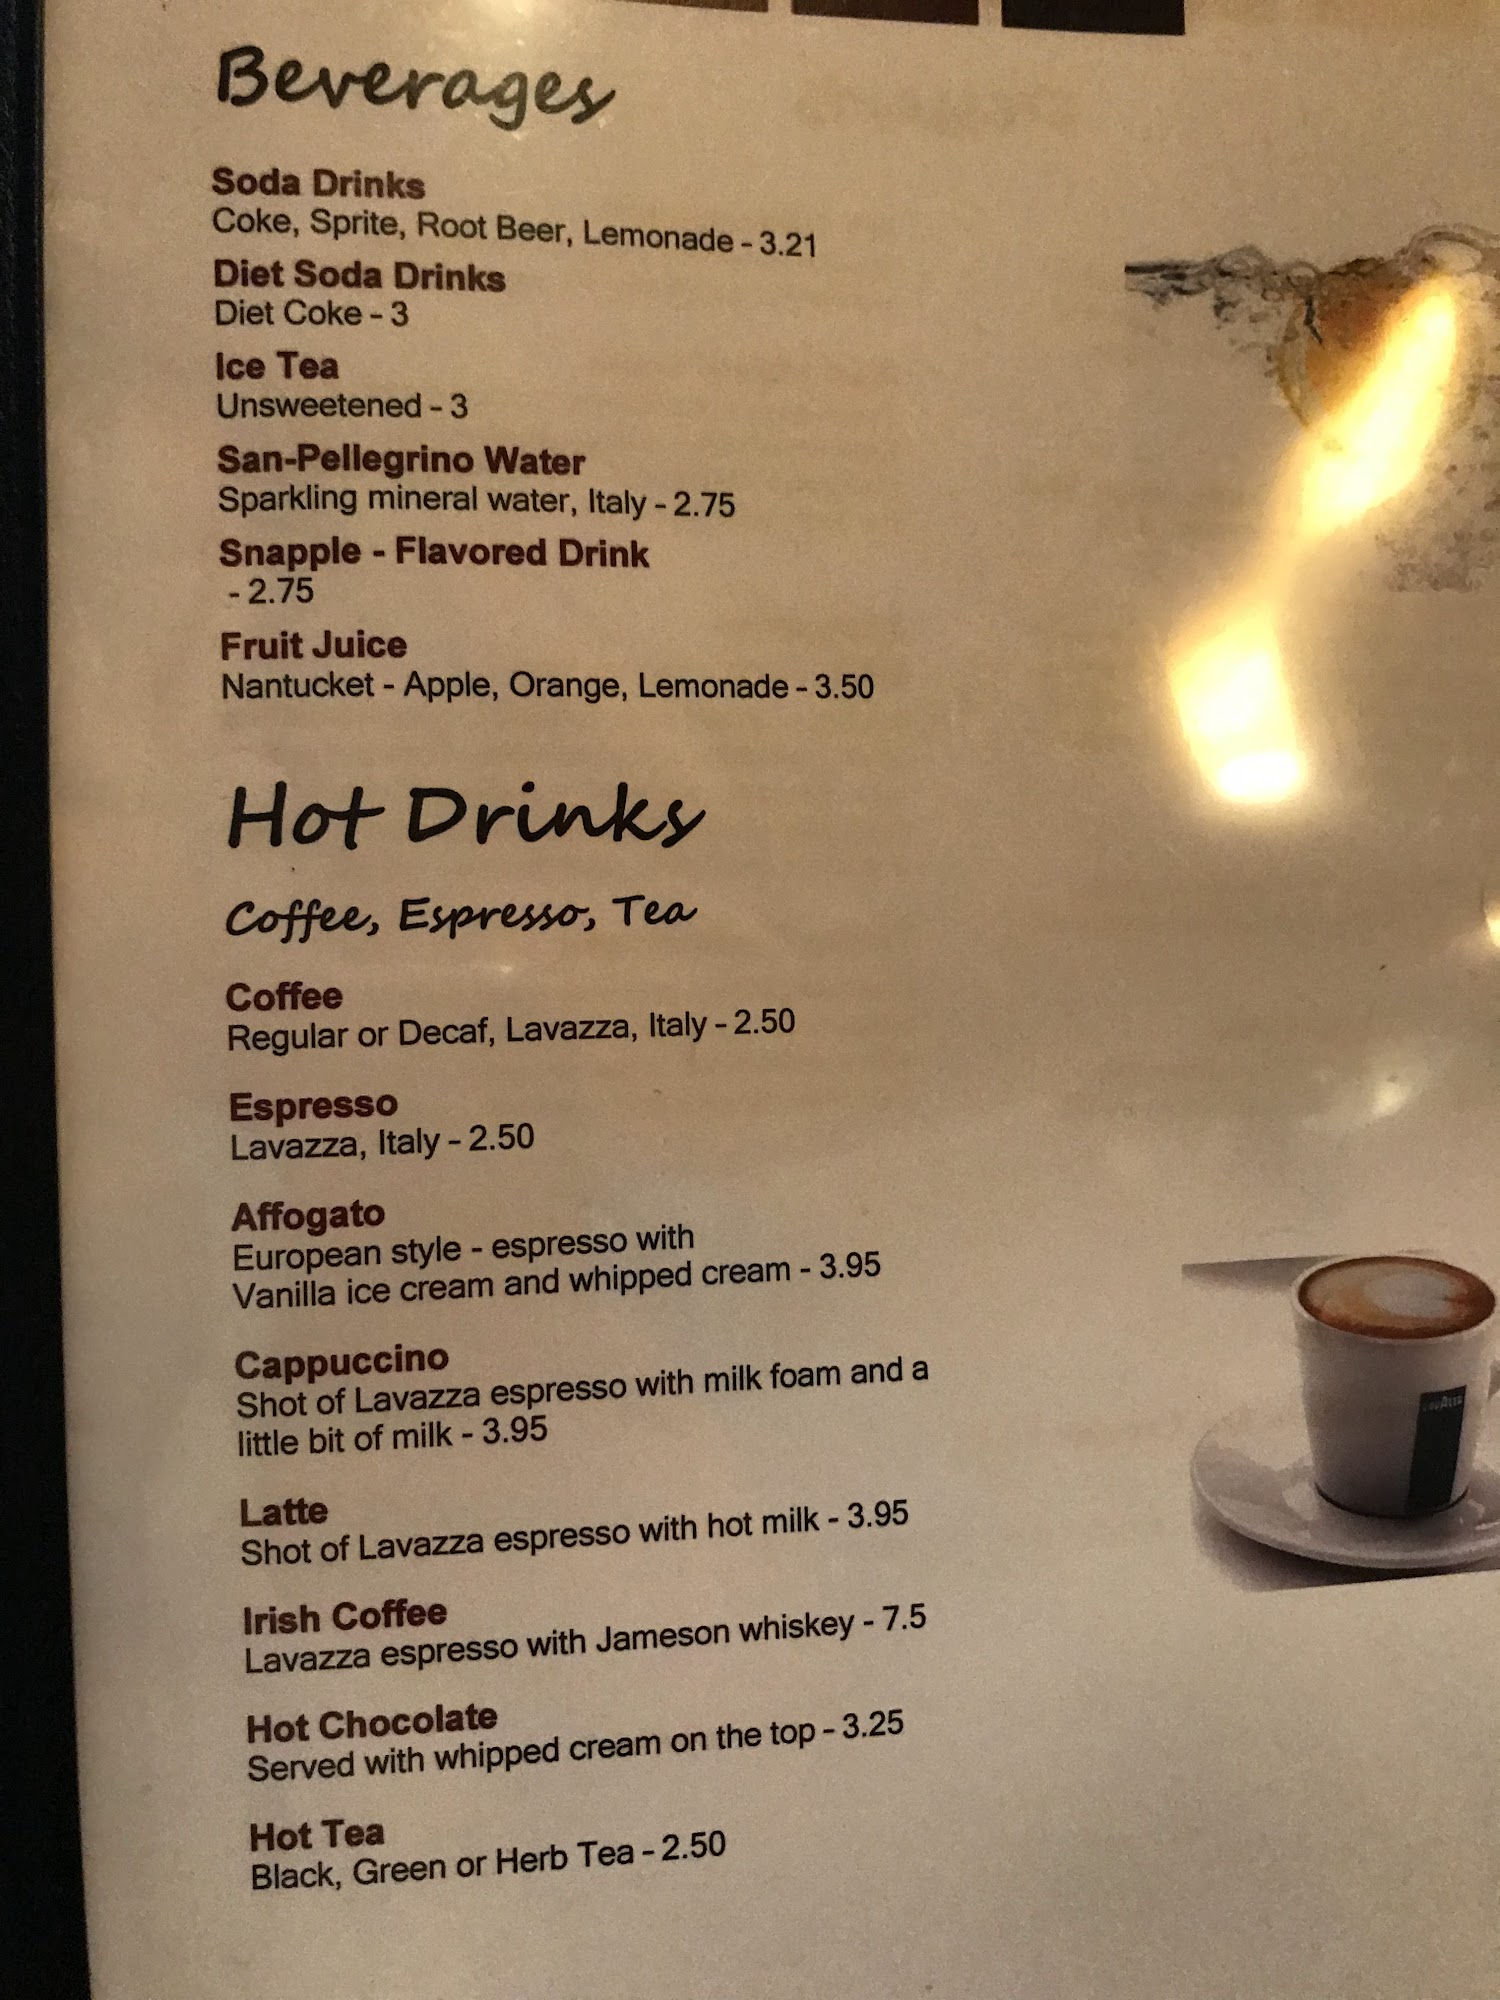 Beverages
Soda Drinks
Coke, Sprite, Root Beer, Lemonade - 3.21
Diet Soda Drinks
Diet Coke - 3
Ice Tea
Unsweetened - 3
San-Pellegrino Water
Sparkling mineral water, Italy - 2.75
Snapple - Flavored Drink
- 2.75
Fruit Juice
Nantucket - Apple, Orange, Lemonade - 3.50
Hot Drinks
Coffee, Espresso, Tea
Coffee
Regular or Decaf, Lavazza, Italy - 2.50
Espresso
Lavazza, Italy - 2.50
Affogato
European style - espresso with
Vanilla ice cream and whipped cream - 3.95
Cappuccino
Shot of Lavazza espresso with milk foam and a
little bit of milk - 3.95
Latte
Shot of Lavazza espresso with hot milk - 3.95
Irish Coffee
Lavazza espresso with Jameson whiskey - 7.5
Hot Chocolate
Served with whipped cream on the top - 3.25
Hot Tea
Black, Green or Herb Tea - 2.50
LAVAZZA